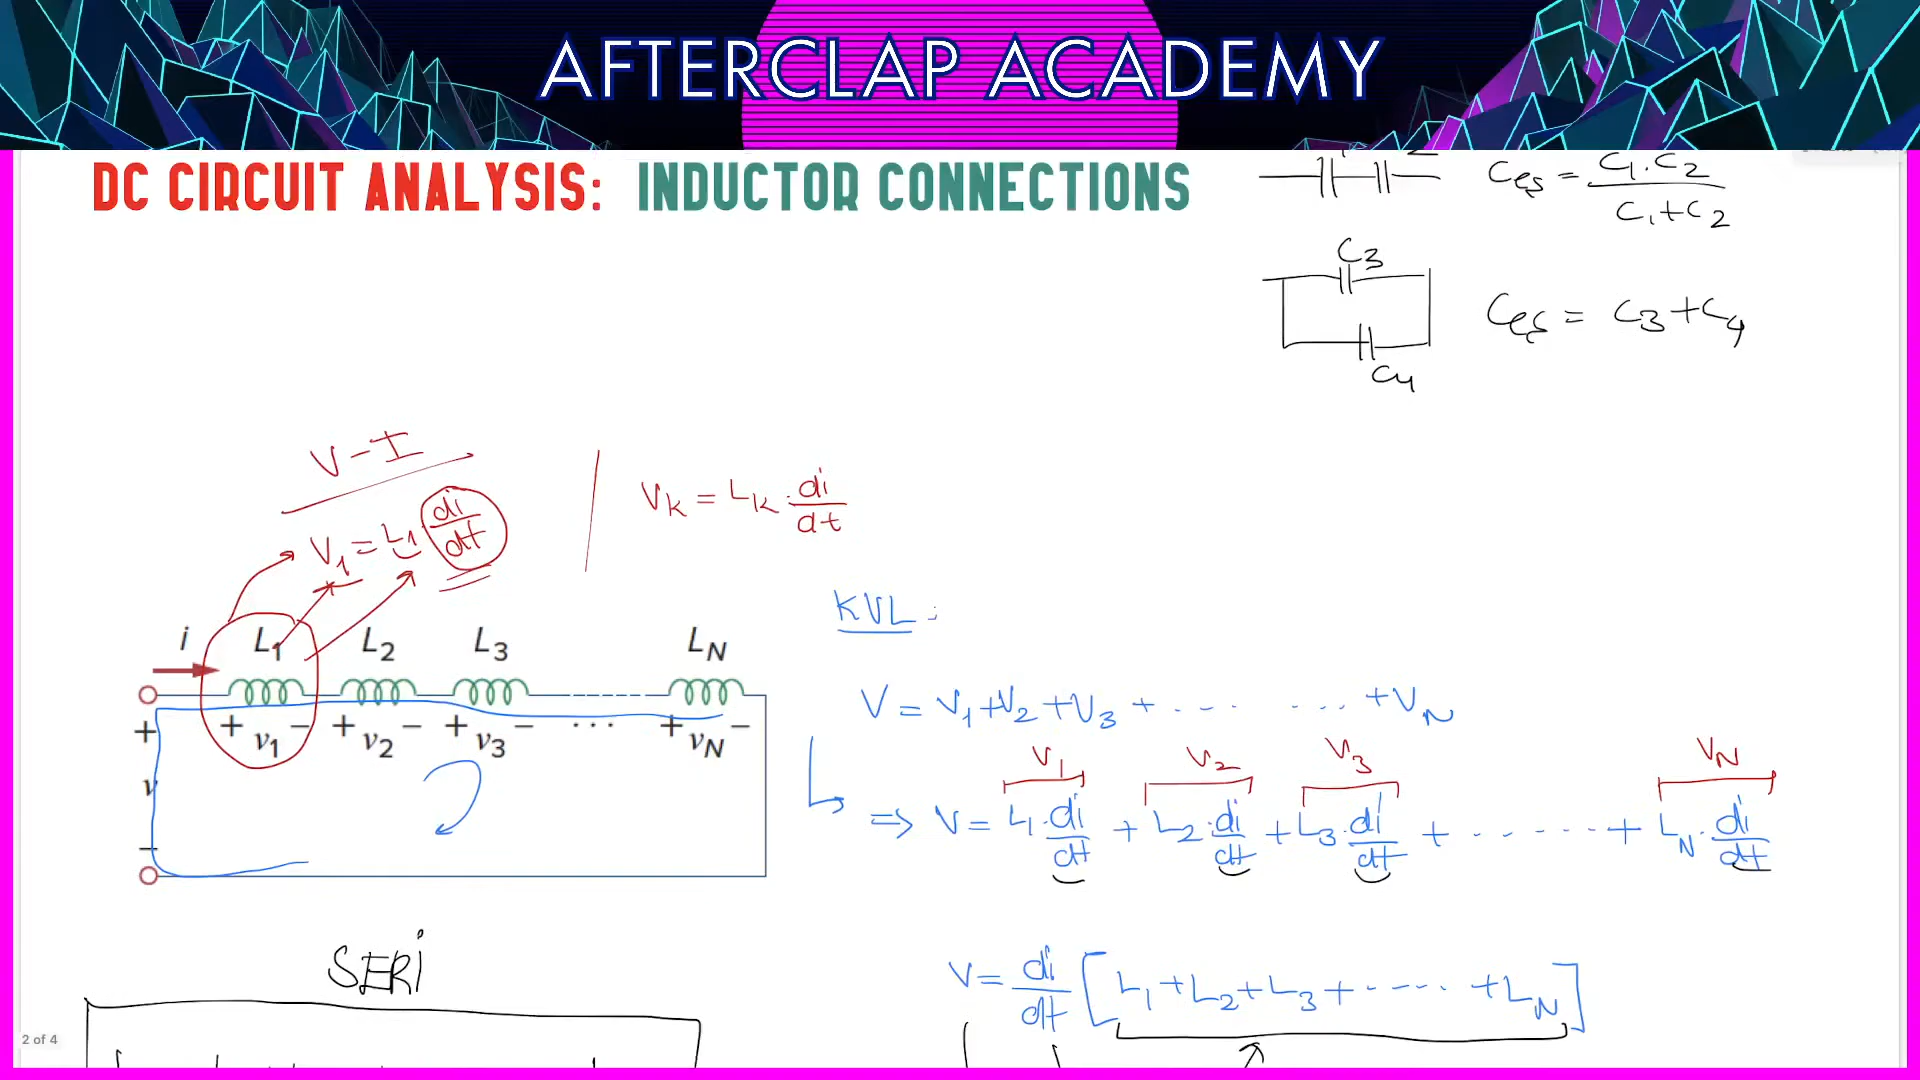 AFTERCLAP ACADEMY
DC CIRCUIT ANALYSIS: INDUCTOR CONNECTIONS
Ceş = C1.C2 / C1+C2
C3
Ceş = C3+C4
C4
V-I
V1 = L1 di/dt
Vk = Lk. di/dt
KVL:
i L1 L2 L3 LN
+ + v1 − + v2 − + v3 − ... + vN −
v
−
V = V1+V2+V3+...... +VN
V1 V2 V3 VN
⇒ V= L1.di/dt + L2.di/dt + L3.di/dt + ...... + LN.di/dt
SERİ
V= di/dt [L1+L2+L3+..... +LN]
2 of 4